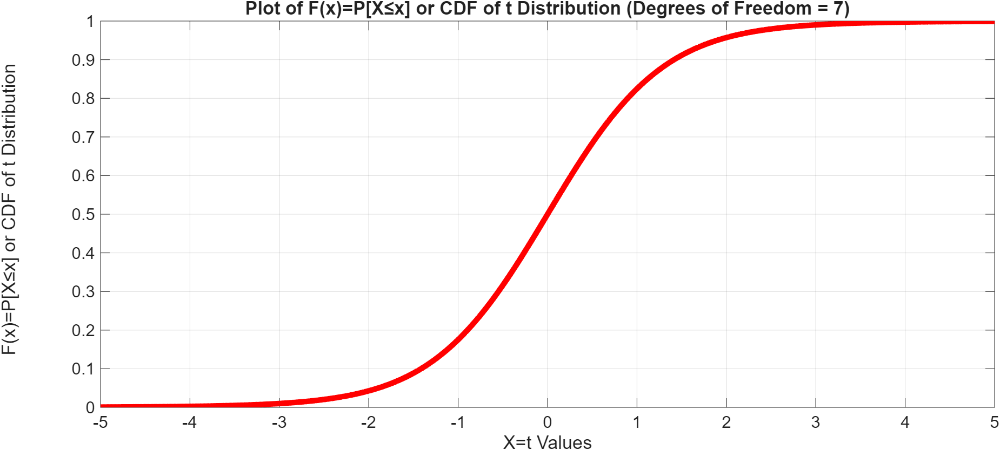 Plot of F(x)=P[X≤x] or CDF of t Distribution (Degrees of Freedom = 7)
F(x)=P[X≤x] or CDF of t Distribution
1
0.9
0.8
0.7
0.6
0.5
0.4
0.3
0.2
0.1
0
-5 -4 -3 -2 -1 0 1 2 3 4 5
X=t Values